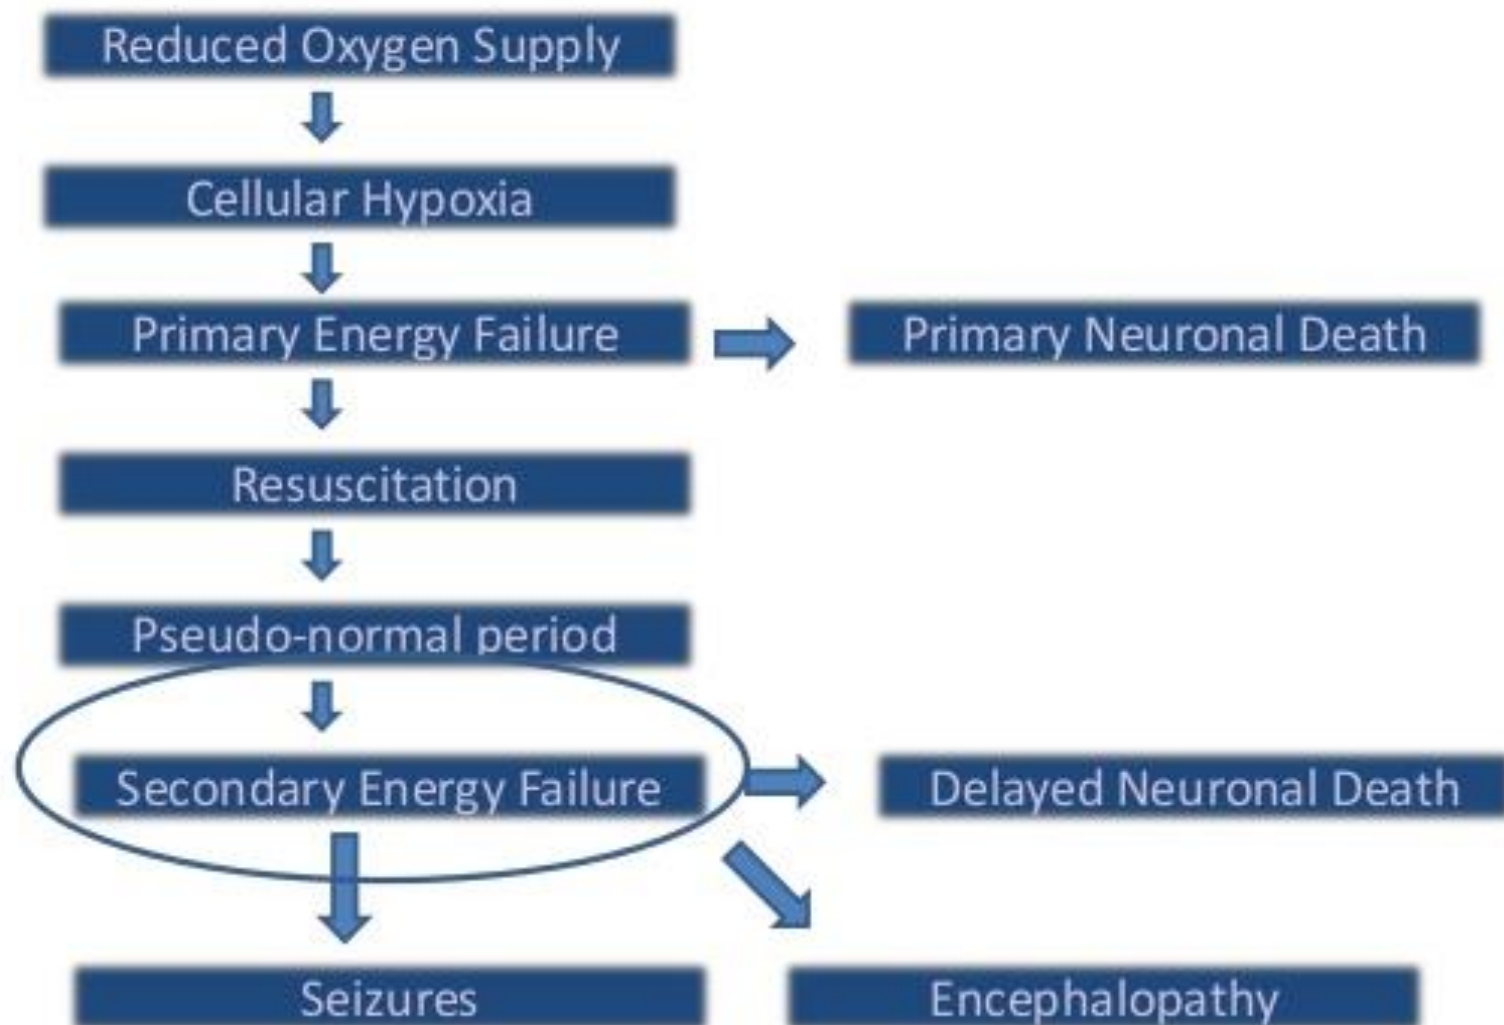 Reduced Oxygen Supply
Cellular Hypoxia
Primary Energy Failure
Primary Neuronal Death
Resuscitation
Pseudo-normal period
Secondary Energy Failure
Delayed Neuronal Death
Seizures
Encephalopathy